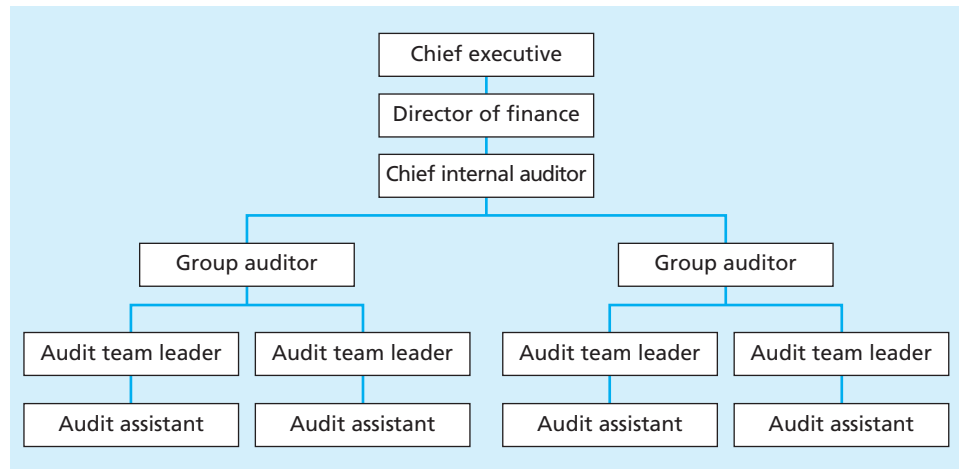 Chief executive
Director of finance
Chief internal auditor
Group auditor
Group auditor
Audit team leader
Audit team leader
Audit team leader
Audit team leader
Audit assistant
Audit assistant
Audit assistant
Audit assistant